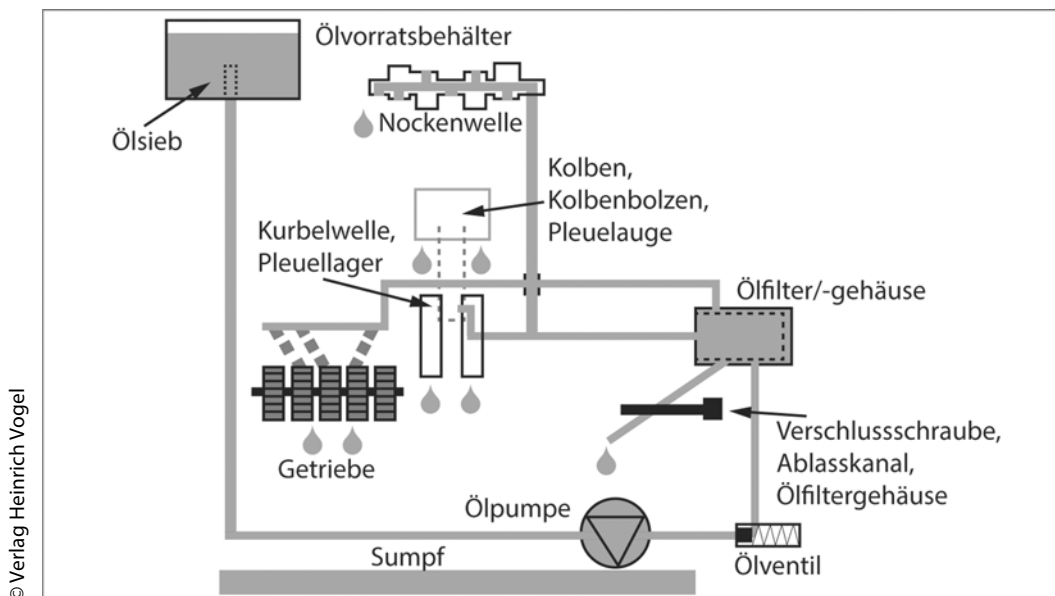 Ölvorratsbehälter
Ölsieb
Nockenwelle
Kolben,
Kolbenbolzen,
Pleuelauge
Kurbelwelle,
Pleuellager
Ölfilter/-gehäuse
Verschlussschraube,
Ablasskanal,
Ölfiltergehäuse
Getriebe
Ölpumpe
Sumpf
Ölventil
© Verlag Heinrich Vogel